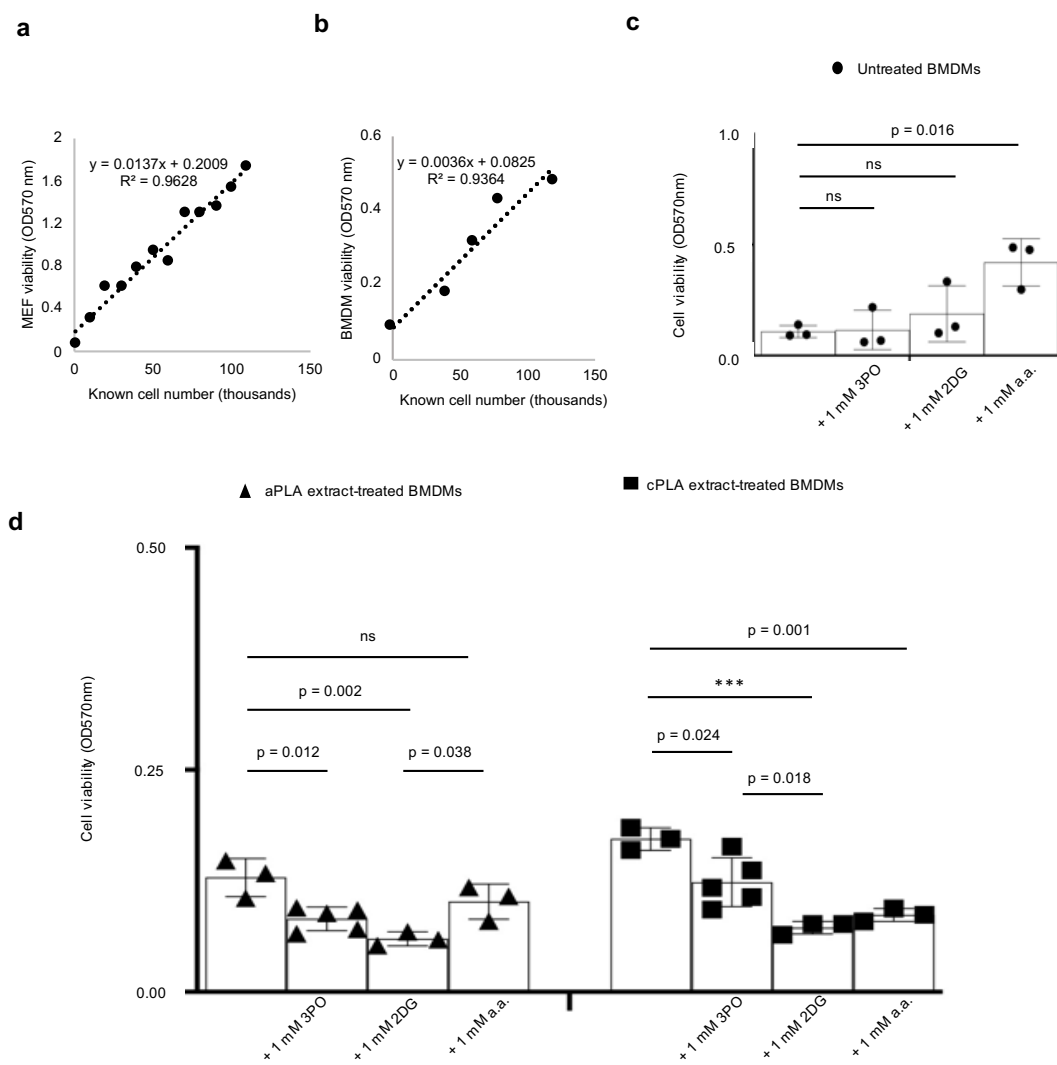 a
MEF viability (OD570 nm)
2
1.6
1.2
0.8
0.4
0
y = 0.0137x + 0.2009
R² = 0.9628
0
50
100
150
Known cell number (thousands)
b
BMDM viability (OD570 nm)
0.6
0.4
0.2
0
y = 0.0036x + 0.0825
R² = 0.9364
0
50
100
150
Known cell number (thousands)
c
Untreated BMDMs
Cell viability (OD570nm)
1.0
0.5
0.0
p = 0.016
ns
ns
+ 1 mM 3PO
+ 1 mM 2DG
+ 1 mM a.a.
aPLA extract-treated BMDMs
cPLA extract-treated BMDMs
d
Cell viability (OD570nm)
0.50
0.25
0.00
ns
p = 0.002
p = 0.012
p = 0.038
p = 0.001
***
p = 0.024
p = 0.018
+ 1 mM 3PO
+ 1 mM 2DG
+ 1 mM a.a.
+ 1 mM 3PO
+ 1 mM 2DG
+ 1 mM a.a.